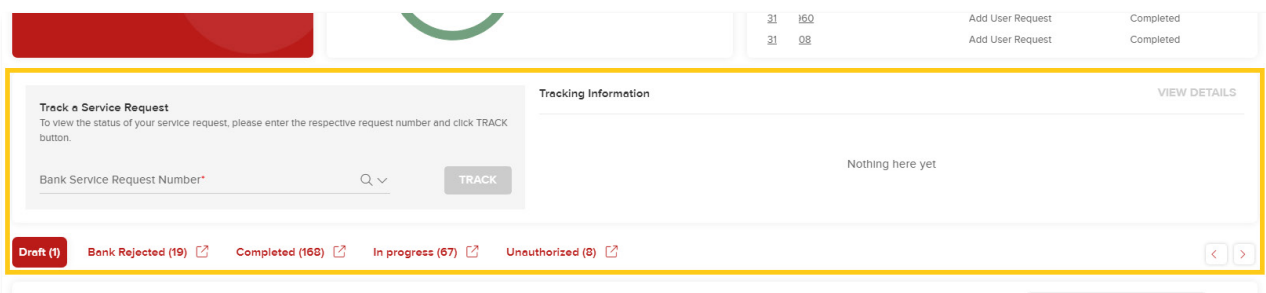 31 960 Add User Request Completed
31 08 Add User Request Completed
Track a Service Request
To view the status of your service request, please enter the respective request number and click TRACK
button.
Bank Service Request Number*
TRACK
Tracking Information
VIEW DETAILS
Nothing here yet
Draft (1) Bank Rejected (19) Completed (168) In progress (67) Unauthorized (8)